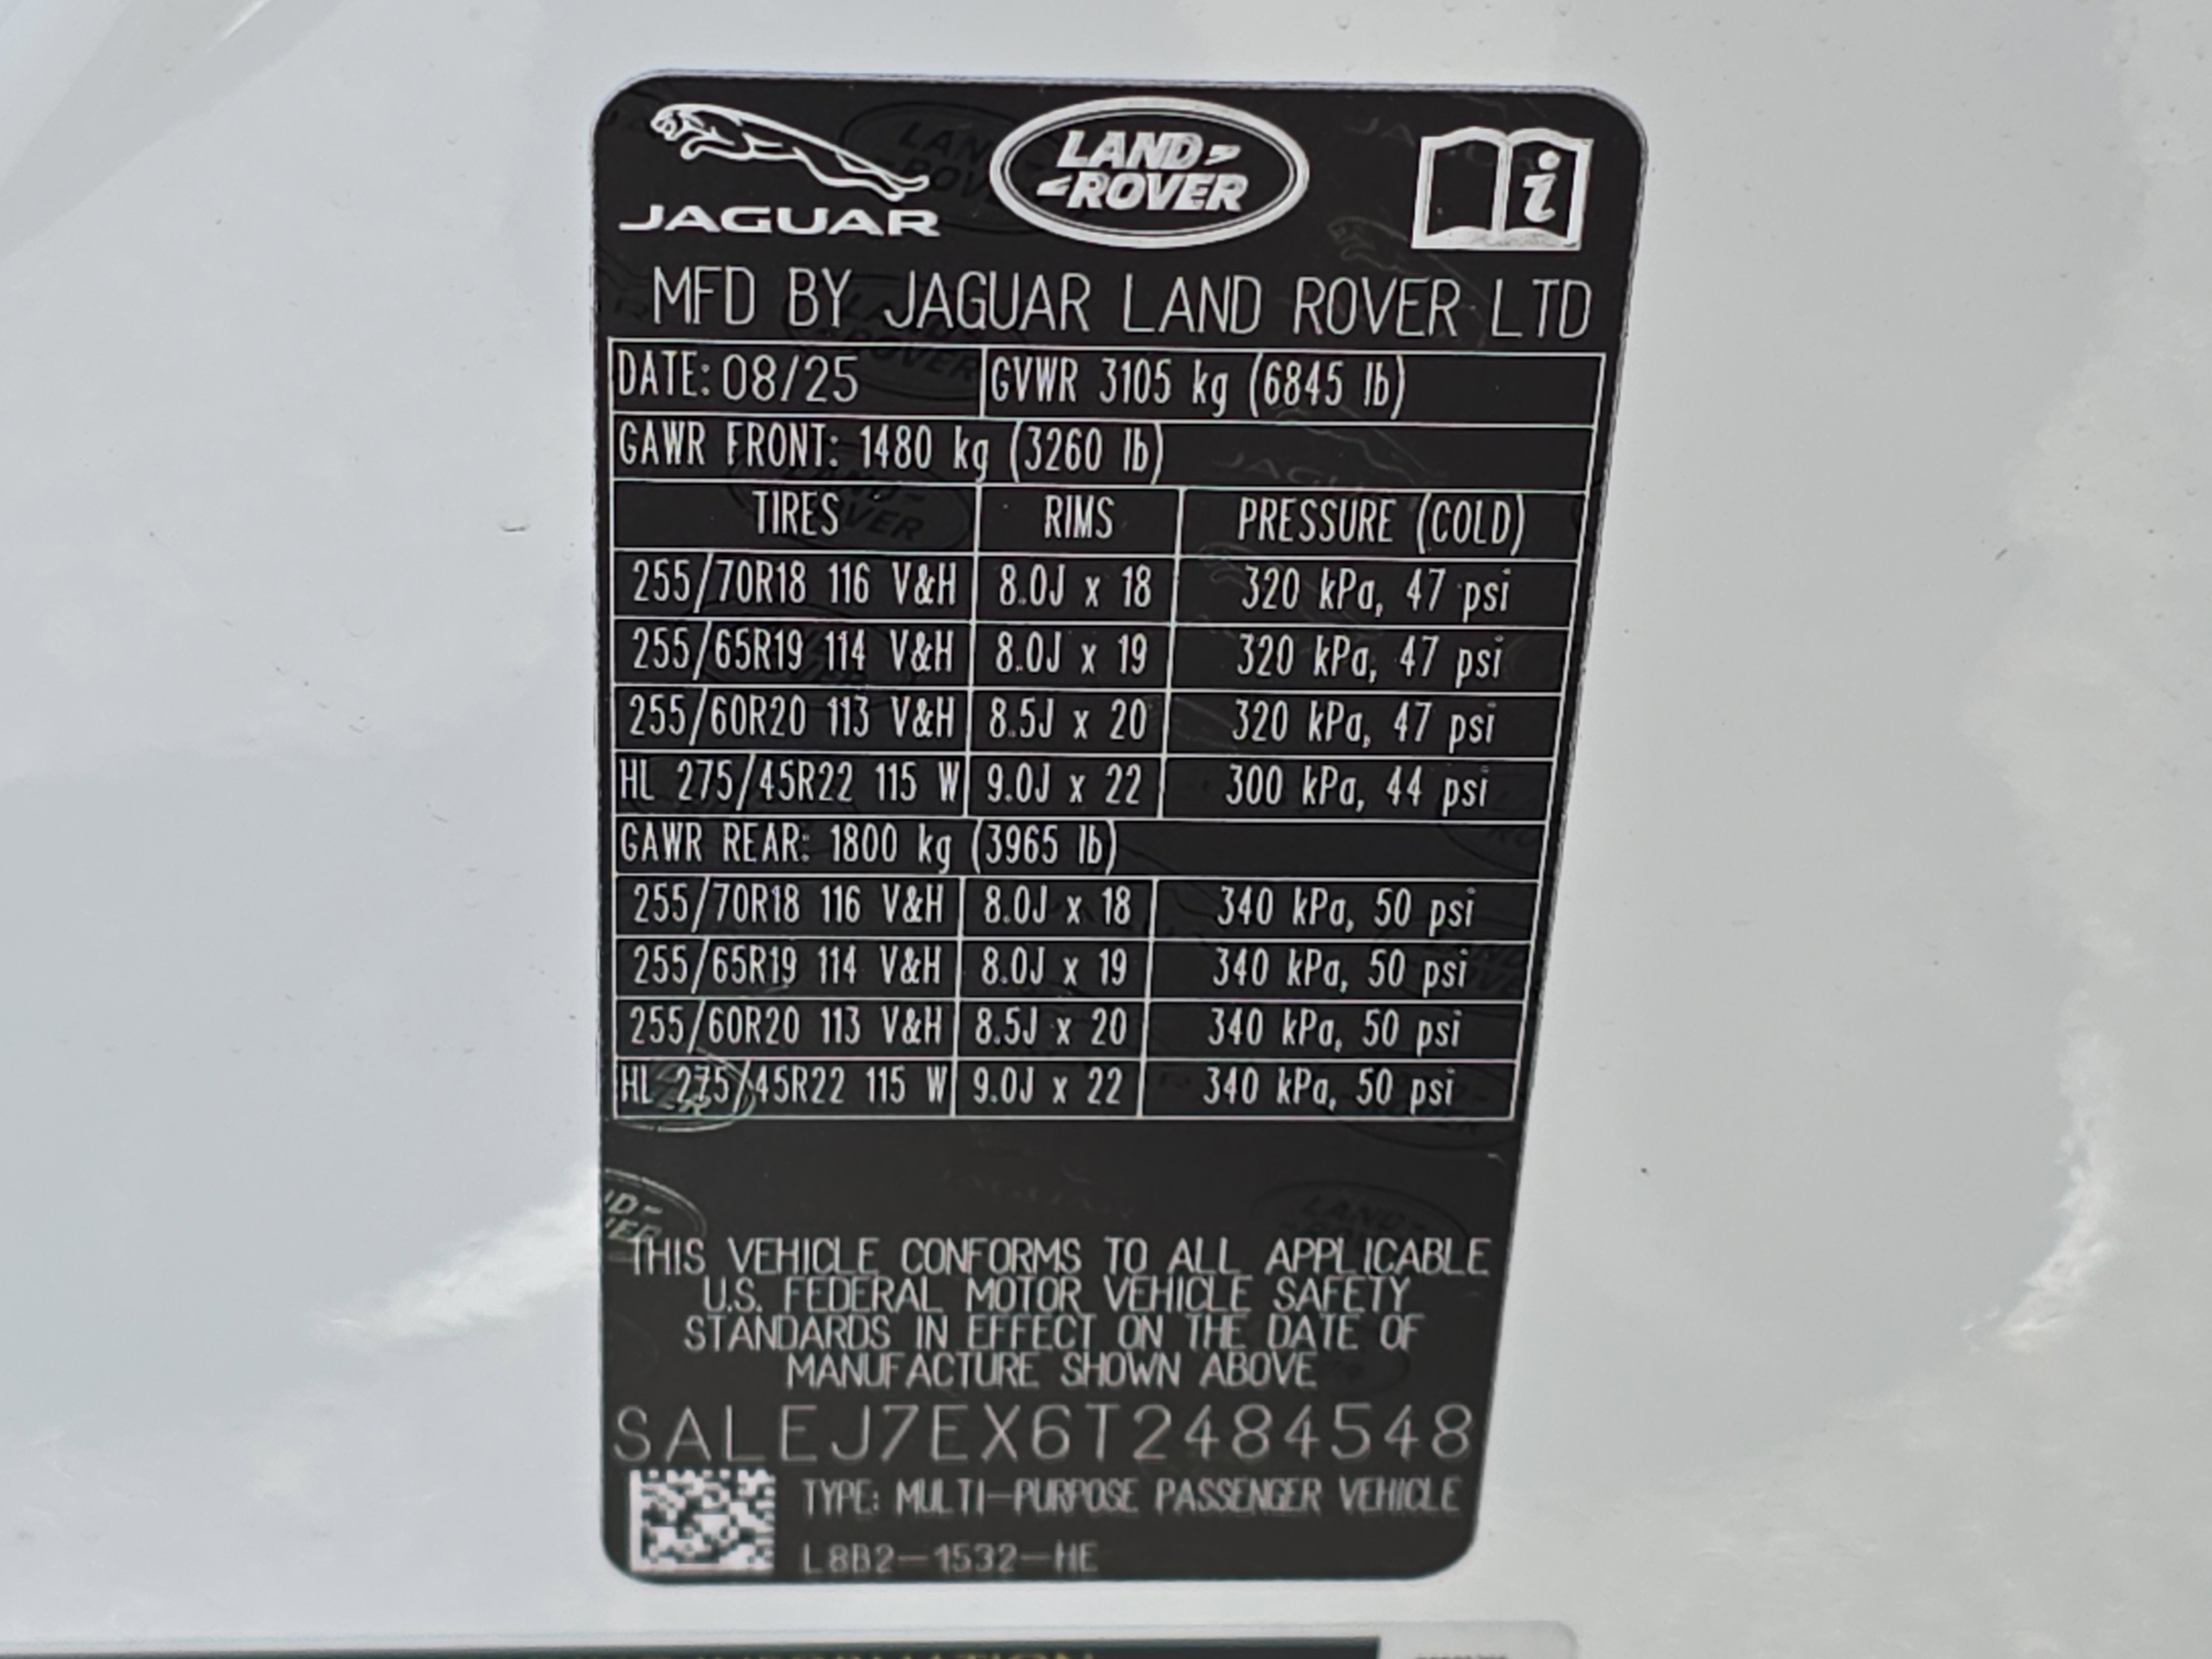 JAGUAR
LAND
ROVER
MFD BY JAGUAR LAND ROVER LTD
DATE: 08/25 GVWR 3105 kg (6845 lb)
GAWR FRONT: 1480 kg (3260 lb)
TIRES RIMS PRESSURE (COLD)
255/70R18 116 V&H 8.0J x 18 320 kPa, 47 psi
255/65R19 114 V&H 8.0J x 19 320 kPa, 47 psi
255/60R20 113 V&H 8.5J x 20 320 kPa, 47 psi
HL 275/45R22 115 W 9.0J x 22 300 kPa, 44 psi
GAWR REAR: 1800 kg (3965 lb)
255/70R18 116 V&H 8.0J x 18 340 kPa, 50 psi
255/65R19 114 V&H 8.0J x 19 340 kPa, 50 psi
255/60R20 113 V&H 8.5J x 20 340 kPa, 50 psi
HL 275/45R22 115 W 9.0J x 22 340 kPa, 50 psi
THIS VEHICLE CONFORMS TO ALL APPLICABLE
U.S. FEDERAL MOTOR VEHICLE SAFETY
STANDARDS IN EFFECT ON THE DATE OF
MANUFACTURE SHOWN ABOVE
SALEJ7EX6T2484548
TYPE: MULTI-PURPOSE PASSENGER VEHICLE
L8B2-1532-HE